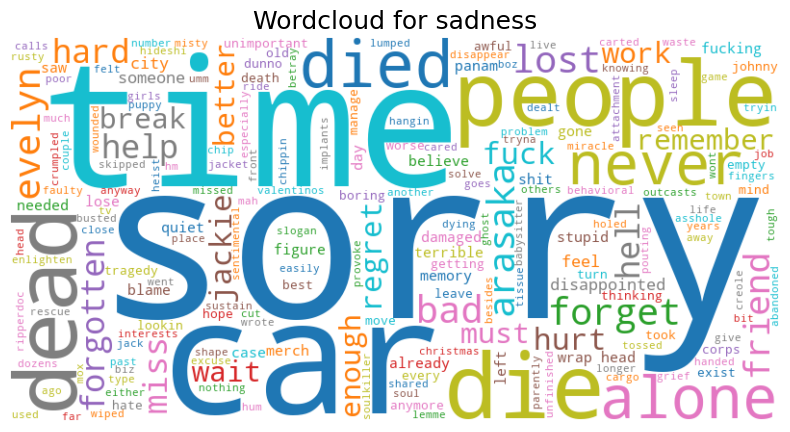 Wordcloud for sadness
calls
number
misty
hideshi
rusty
poor
hard
saw
city
felt
girls
puppy
someone
old
dunno
unimportant
death
ride
umm
betray
died
lumped
boz
awful
panam
live
disappear
knowing
lost
work
carted
waste
fucking
game
johnny
sleep
time
people
evelyn
better
much
crumpled
couple
wounded
break
help
chip
especially
jacket
front
implants
manage
hangin
cared
worse
day
dealt
attachment
tryin
seen
remember
never
gone
miracle
job
empty
fingers
wont
skipped
hm
heist
chippin
missed
valentinos
dying
believe
tryna
solve
goes
fuck
shit
problem
others
behavioral
outcasts
town
mind
faulty
anyway
needed
lose
tv
busted
close
jackie
sentimental
mah
boring
another
slogan
quiet
place
figure
easily
best
regret
provoke
damaged
terrible
getting
memory
leave
ghost
arasaka
tissue
babysitter
stupid
holed
hell
feel
turn
disappointed
thinking
pouting
asshole
life
years
away
tough
sorry
dead
head
enlighten
tragedy
went
blame
rescue
ripperdoc
dozens
forgotten
hope
sustain
cut
wrote
move
besides
bad
forget
friend
creole
abandoned
bit
interests
jack
mox
past
biz
type
either
miss
wait
shape
excuse
case
merch
nothing
enough
soulkiller
christmas
already
every
must
hurt
left
wrap head
longer
tossed
took
give
corps
handed
exist
cargo
grief
car
die
alone
ago
used
far
wiped
hate
hum
shared
soul
anymore
lemme
parently
unfinished